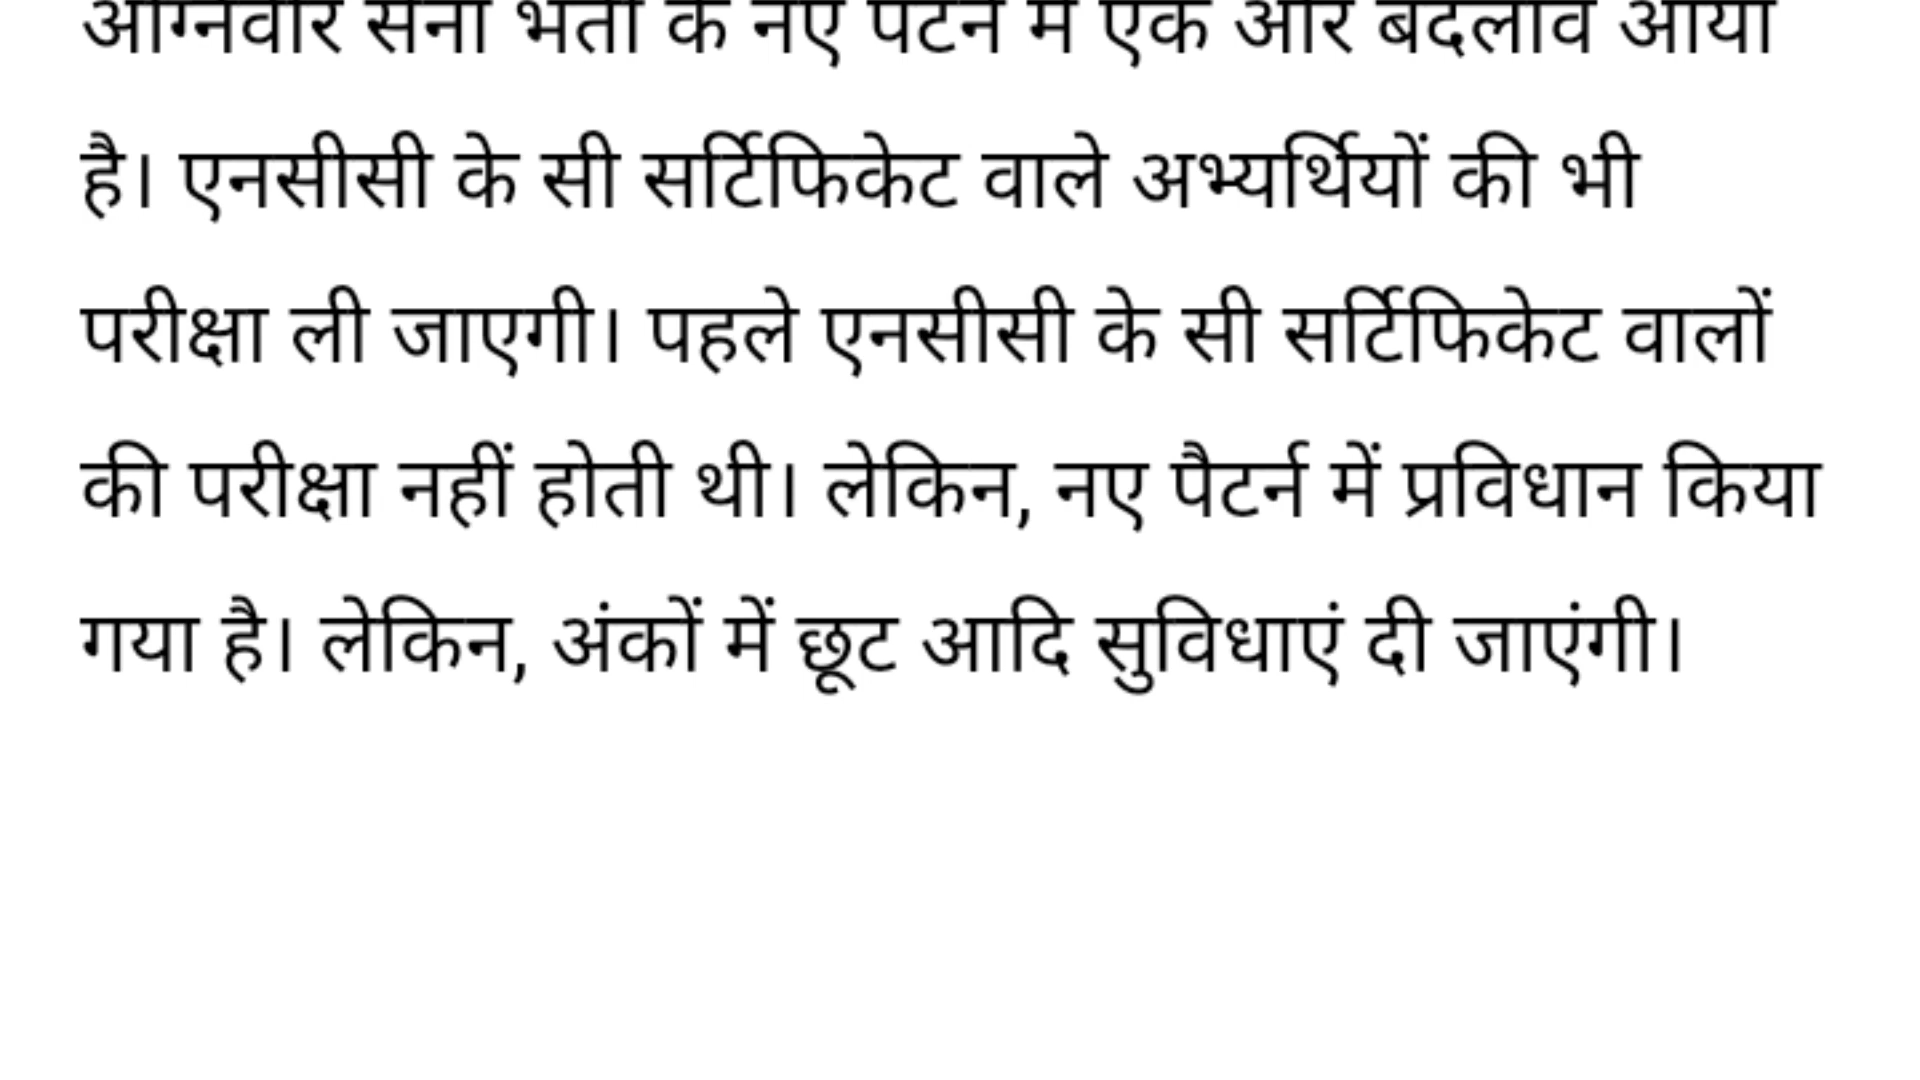 अग्निवीर सेना भर्ती के नए पैटर्न में एक और बदलाव आया
है। एनसीसी के सी सर्टिफिकेट वाले अभ्यर्थियों की भी
परीक्षा ली जाएगी। पहले एनसीसी के सी सर्टिफिकेट वालों
की परीक्षा नहीं होती थी। लेकिन, नए पैटर्न में प्रविधान किया
गया है। लेकिन, अंकों में छूट आदि सुविधाएं दी जाएंगी।